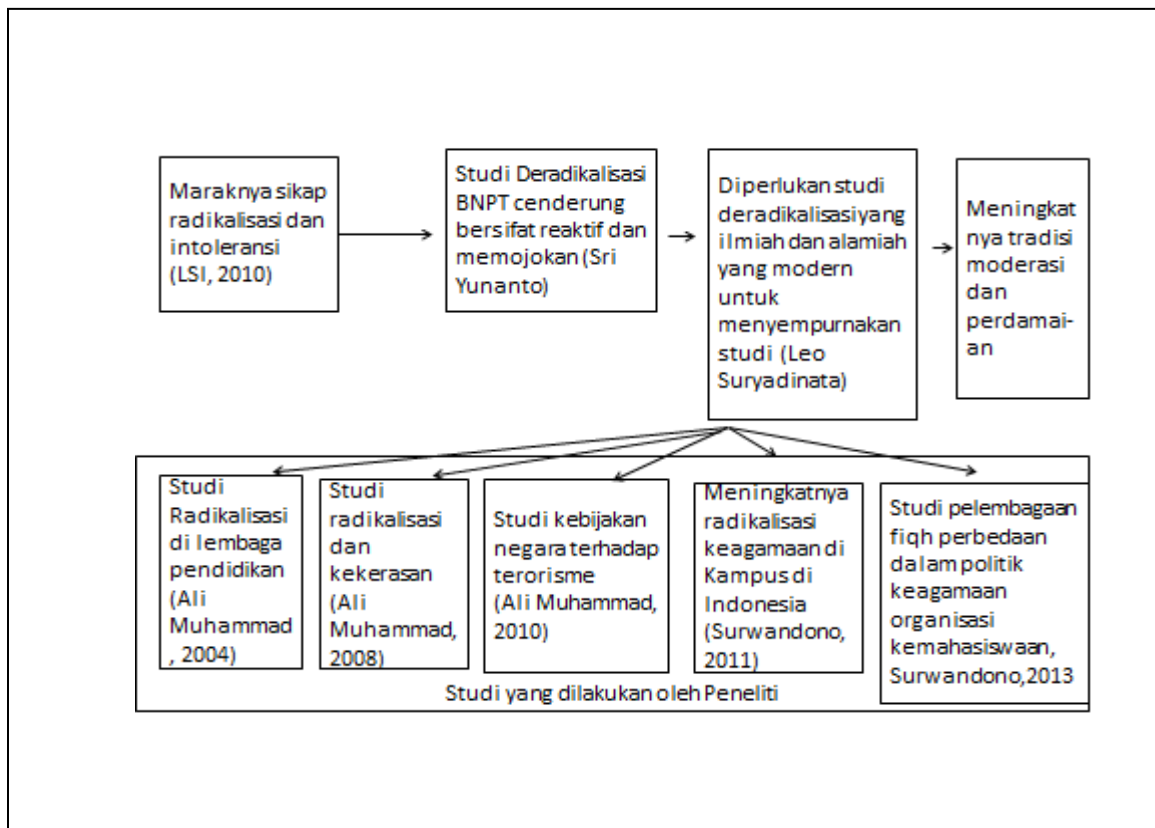 Maraknya sikap
radikalisasi dan
intoleransi
(LSI, 2010)
Studi Deradikalisasi
BNPT cenderung
bersifat reaktif dan
memojokan (Sri
Yunanto)
Diperlukan studi
deradikalisasi yang
ilmiah dan alamiah
yang modern
untuk
menyempurnakan
studi (Leo
Suryadinata)
Meningkat
nya tradisi
moderasi
dan
perdamai-
an
Studi
Radikalisasi
di lembaga
pendidikan
(Ali
Muhammad
, 2004)
Studi
radikalisasi
dan
kekerasan
(Ali
Muhammad,
2008)
Studi kebijakan
negara terhadap
terorisme
(Ali Muhammad,
2010)
Meningkatnya
radikalisasi
keagamaan di
Kampus di
Indonesia
(Surwandono,
2011)
Studi pelembagaan
fiqh perbedaan
dalam politik
keagamaan
organisasi
kemahasiswaan,
Surwandono,2013
Studi yang dilakukan oleh Peneliti